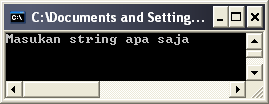 C:\Documents and Setting...
Masukan string apa saja